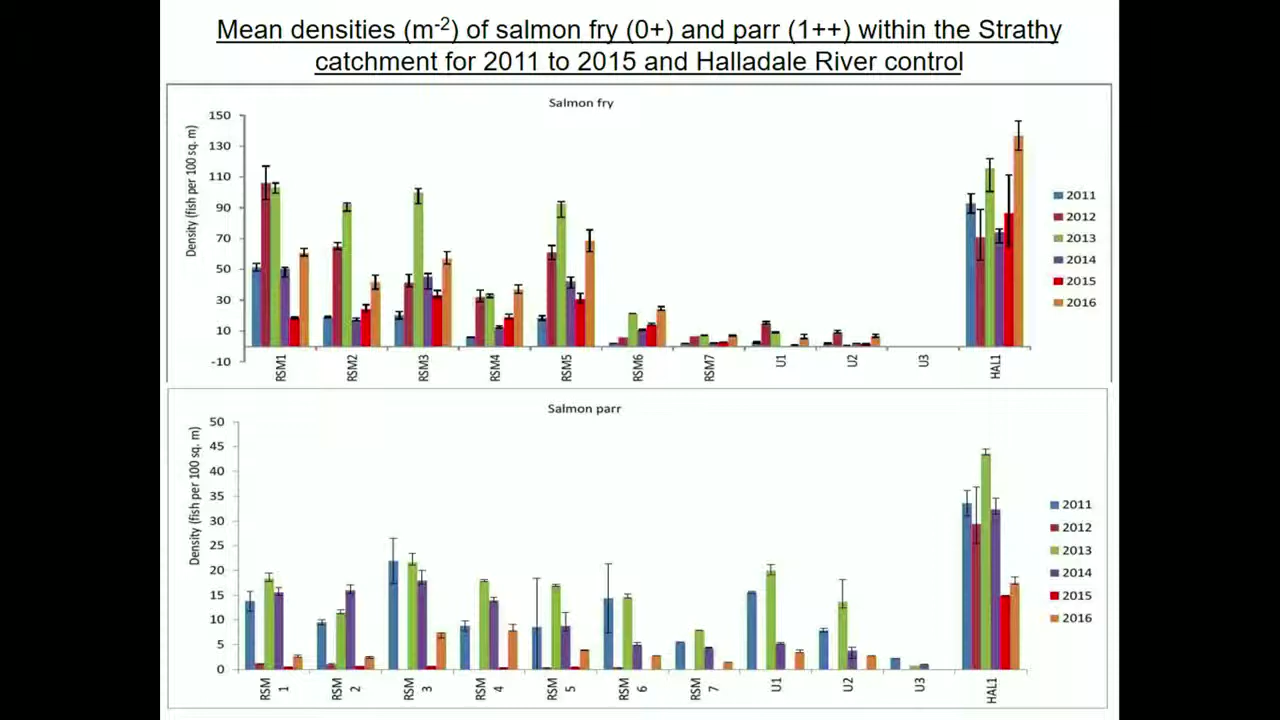 Mean densities (m-2) of salmon fry (0+) and parr (1++) within the Strathy
catchment for 2011 to 2015 and Halladale River control
Salmon fry
Density (fish per 100 sq. m)
150
130
110
90
70
50
30
10
-10
RSM1
RSM2
RSM3
RSM4
RSM5
RSM6
RSM7
U1
U2
U3
HAL1
2011
2012
2013
2014
2015
2016
Salmon parr
Density (fish per 100 sq. m)
50
45
40
35
30
25
20
15
10
5
0
RSM 1
RSM 2
RSM 3
RSM 4
RSM 5
RSM 6
RSM 7
U1
U2
U3
HAL1
2011
2012
2013
2014
2015
2016